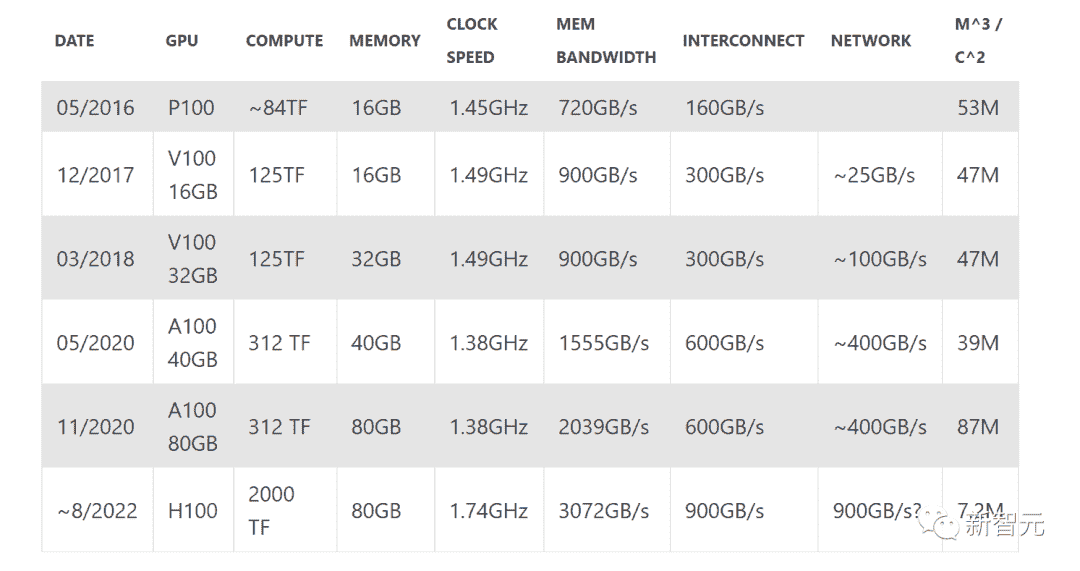 DATE GPU COMPUTE MEMORY CLOCK SPEED MEM BANDWIDTH INTERCONNECT NETWORK M^3 / C^2
05/2016 P100 ~84TF 16GB 1.45GHz 720GB/s 160GB/s 53M
12/2017 V100 16GB 125TF 16GB 1.49GHz 900GB/s 300GB/s ~25GB/s 47M
03/2018 V100 32GB 125TF 32GB 1.49GHz 900GB/s 300GB/s ~100GB/s 47M
05/2020 A100 40GB 312 TF 40GB 1.38GHz 1555GB/s 600GB/s ~400GB/s 39M
11/2020 A100 80GB 312 TF 80GB 1.38GHz 2039GB/s 600GB/s ~400GB/s 87M
~8/2022 H100 2000 TF 80GB 1.74GHz 3072GB/s 900GB/s 900GB/s? 7.2M
新智元